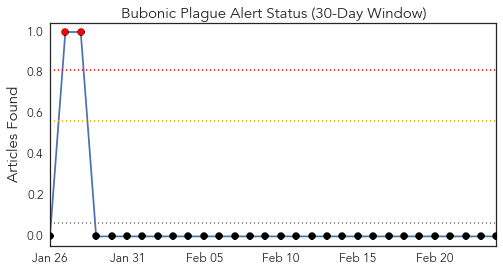 Bubonic Plague Alert Status (30-Day Window)
Articles Found
1.0
0.8
0.6
0.4
0.2
0.0
Jan 26 Jan 31 Feb 05 Feb 10 Feb 15 Feb 20